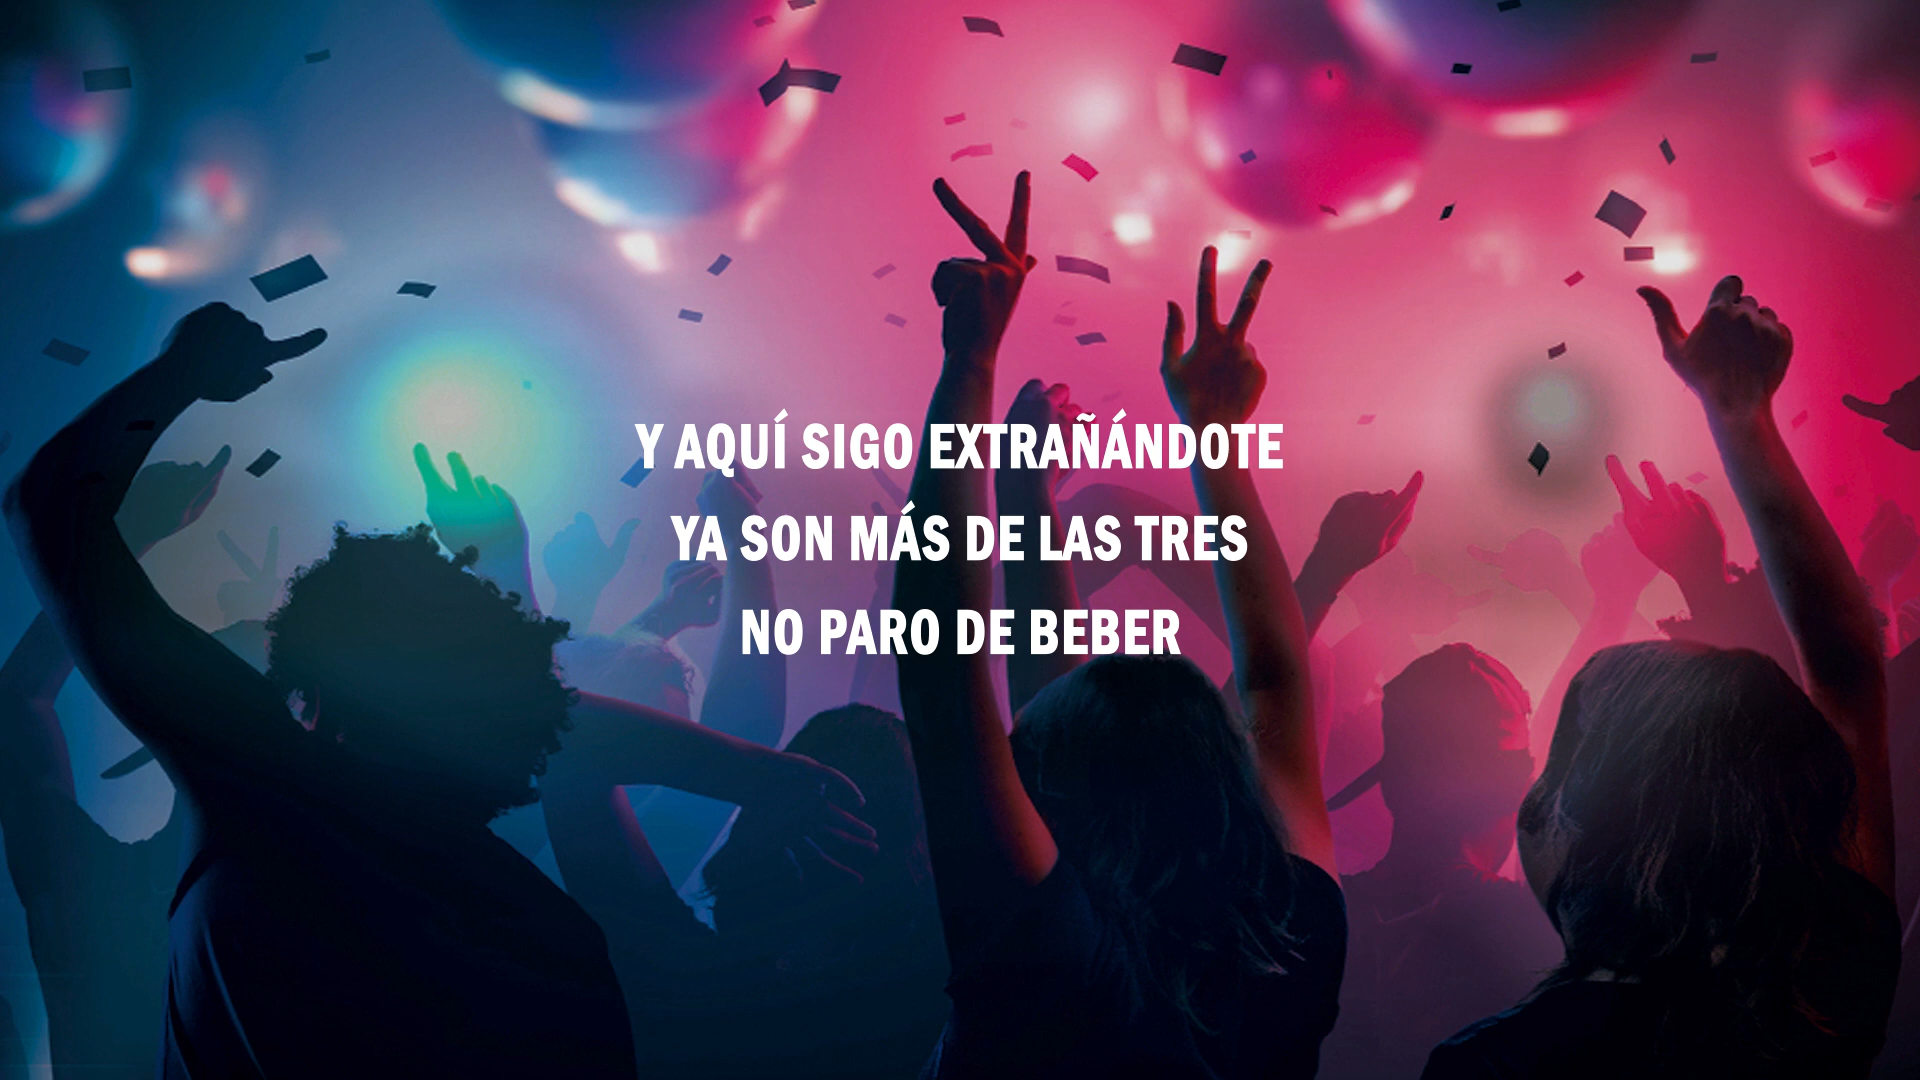 Y AQUÍ SIGO EXTRAÑÁNDOTE
YA SON MÁS DE LAS TRES
NO PARO DE BEBER